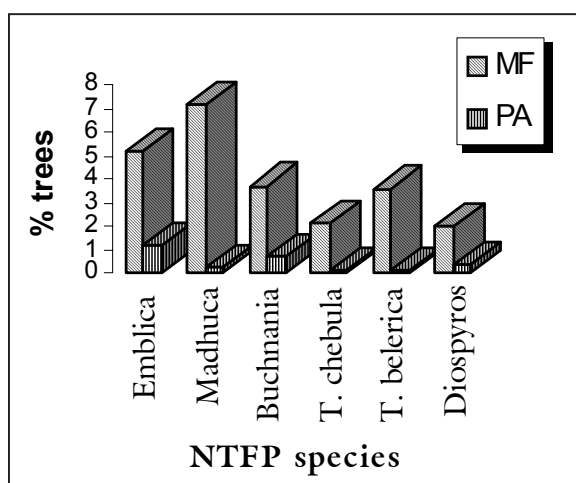 MF
PA
% trees
8
7
6
5
4
3
2
1
0
Emblica
Madhuca
Buchnania
T. chebula
T. belerica
Diospyros
NTFP species